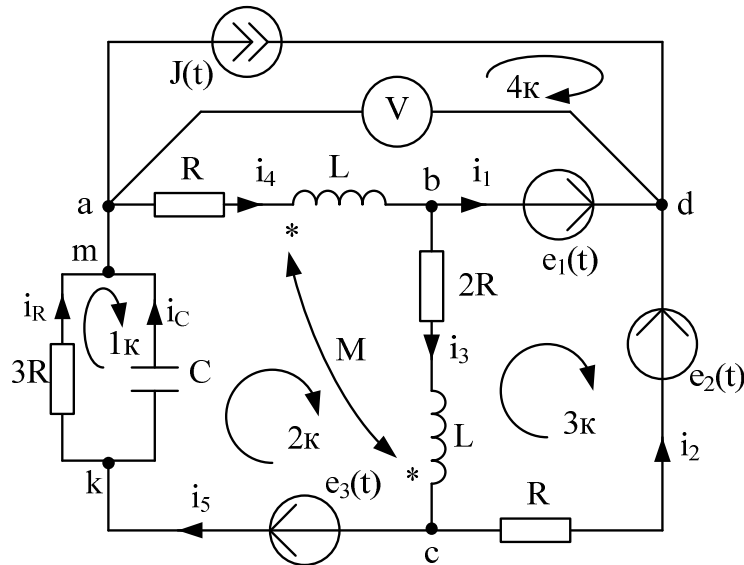 J(t)
4к
V
R
i4
L
b
i1
a
d
m
*
e1(t)
2R
iR
iC
1к
M
i3
3R
C
e2(t)
L
2к
3к
k
*
i2
e3(t)
i5
R
c